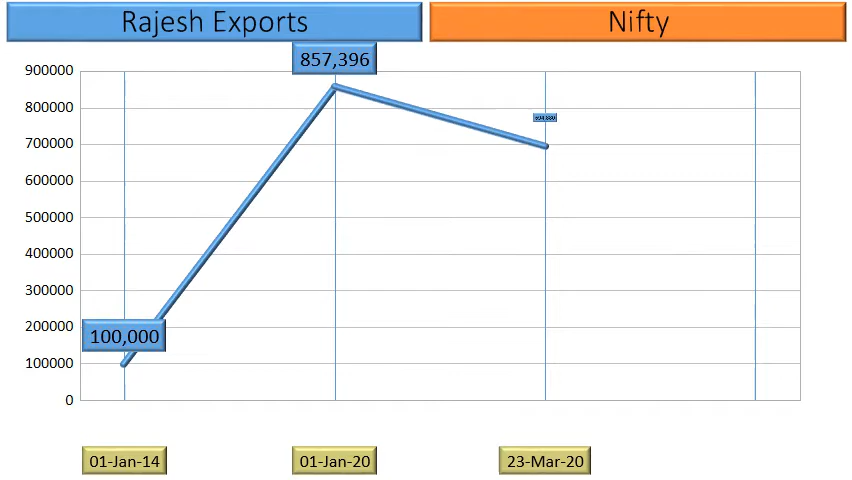 Rajesh Exports
Nifty
857,396
900000
800000
700000
600000
500000
400000
300000
200000
100,000
100000
0
01-Jan-14
01-Jan-20
23-Mar-20